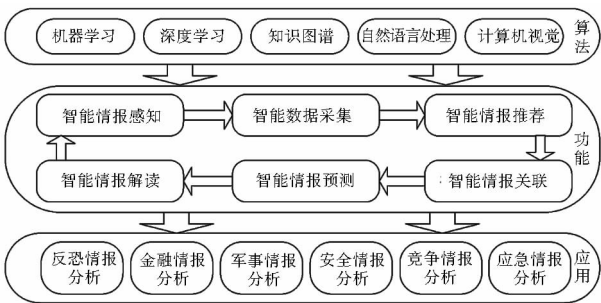 机器学习
深度学习
知识图谱
自然语言处理
计算机视觉
算法
智能情报感知
智能数据采集
智能情报推荐
功能
智能情报解读
智能情报预测
智能情报关联
反恐情报
分析
金融情报
分析
军事情报
分析
安全情报
分析
竞争情报
分析
应急情报
分析
应用